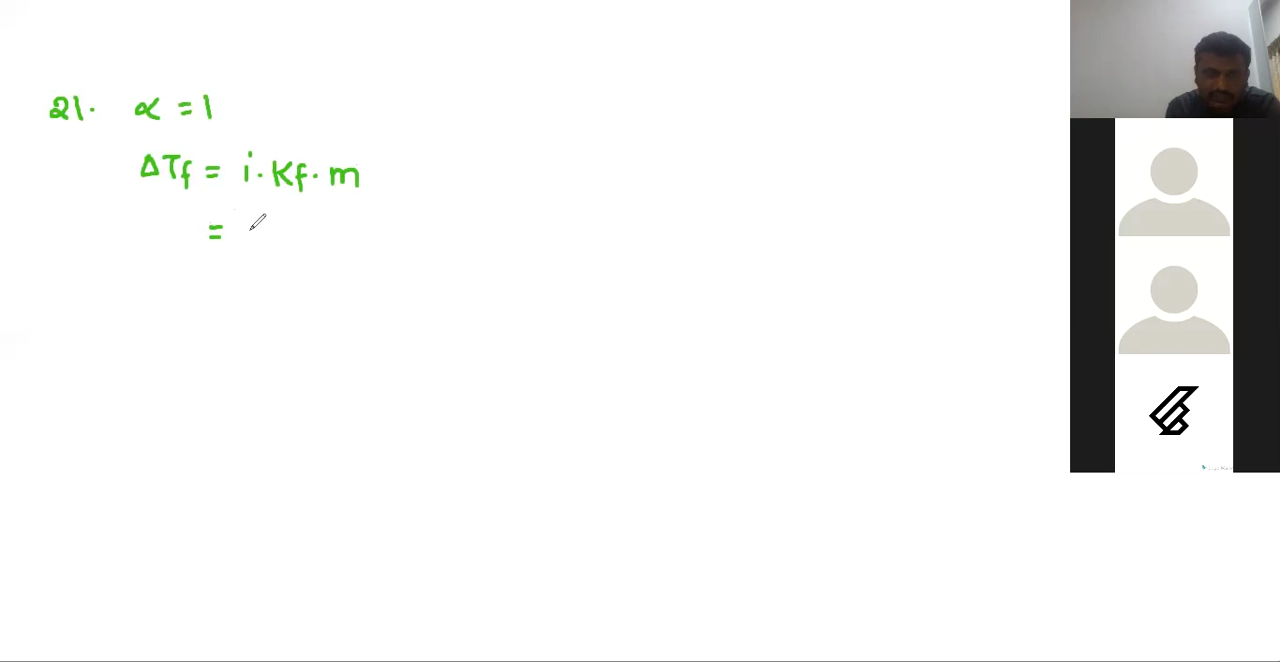 21. α = 1
ΔTf = i · Kf · m
=